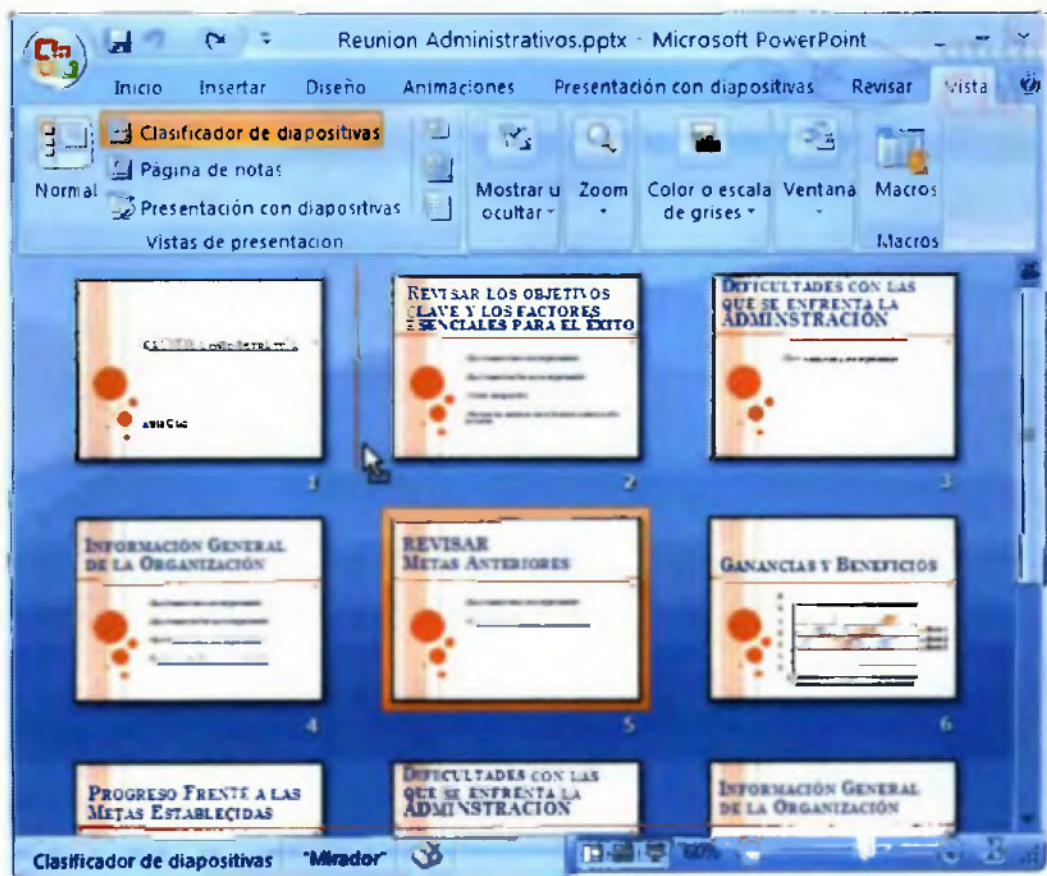 Reunion Administrativos.pptx - Microsoft PowerPoint
Inicio Insertar Diseño Animaciones Presentación con diapositivas Revisar Vista
Normal
Clasificador de diapositivas
Página de notas
Presentación con diapositivas
Mostrar u ocultar
Zoom
Color o escala de grises
Ventana
Macros
Vistas de presentación
Macros
1
REVISAR LOS OBJETIVOS
CLAVE Y LOS FACTORES
ESENCIALES PARA EL EXITO
2
DIFICULTADES CON LAS
QUE SE ENFRENTA LA
ADMINSTRACIÓN
3
INFORMACIÓN GENERAL
DE LA ORGANIZACIÓN
4
REVISAR
METAS ANTERIORES
5
GANANCIAS Y BENEFICIOS
6
PROGRESO FRENTE A LAS
METAS ESTABLECIDAS
DIFICULTADES CON LAS
QUE SE ENFRENTA LA
ADMINSTRACIÓN
INFORMACIÓN GENERAL
DE LA ORGANIZACIÓN
Clasificador de diapositivas "Mirador" 60%